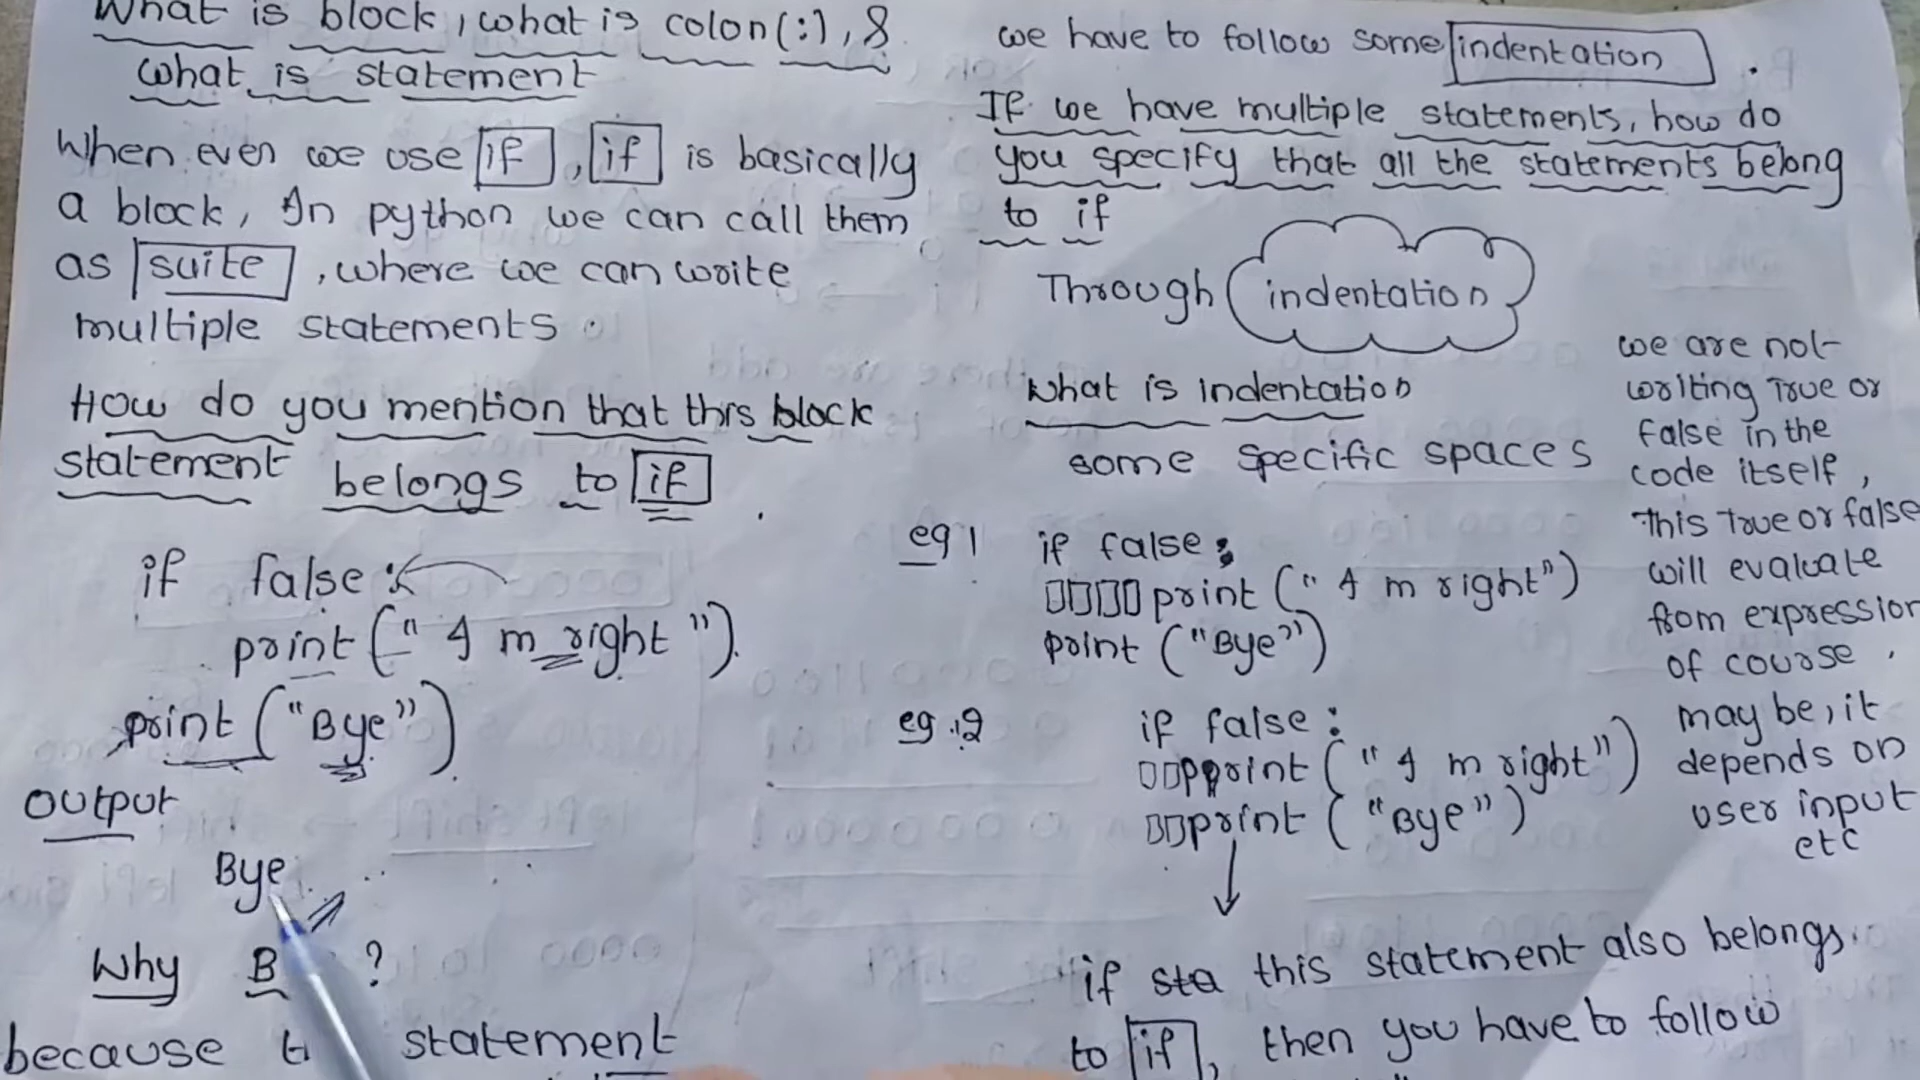 What is block, what is colon(:), &
what is statement
When even we use if, if is basically
a block, In python we can call them
as suite, where we can write
multiple statements.
How do you mention that this block
statement belongs to if.
if false:
print("I m right").
print("Bye")
output
Bye
Why B ?
because statement
we have to follow some indentation.
If we have multiple statements, how do
you specify that all the statements belong
to if
Through indentation
what is indentation
some specific spaces
eg 1 if false:
□□□□print("I m right")
print("Bye")
eg.2 if false:
□□print("I m right")
□□print("Bye")
if sta this statement also belongs
to if, then you have to follow
we are not
writing True or
false in the
code itself,
This True or false
will evaluate
from expression
of course,
may be, it
depends on
user input
etc